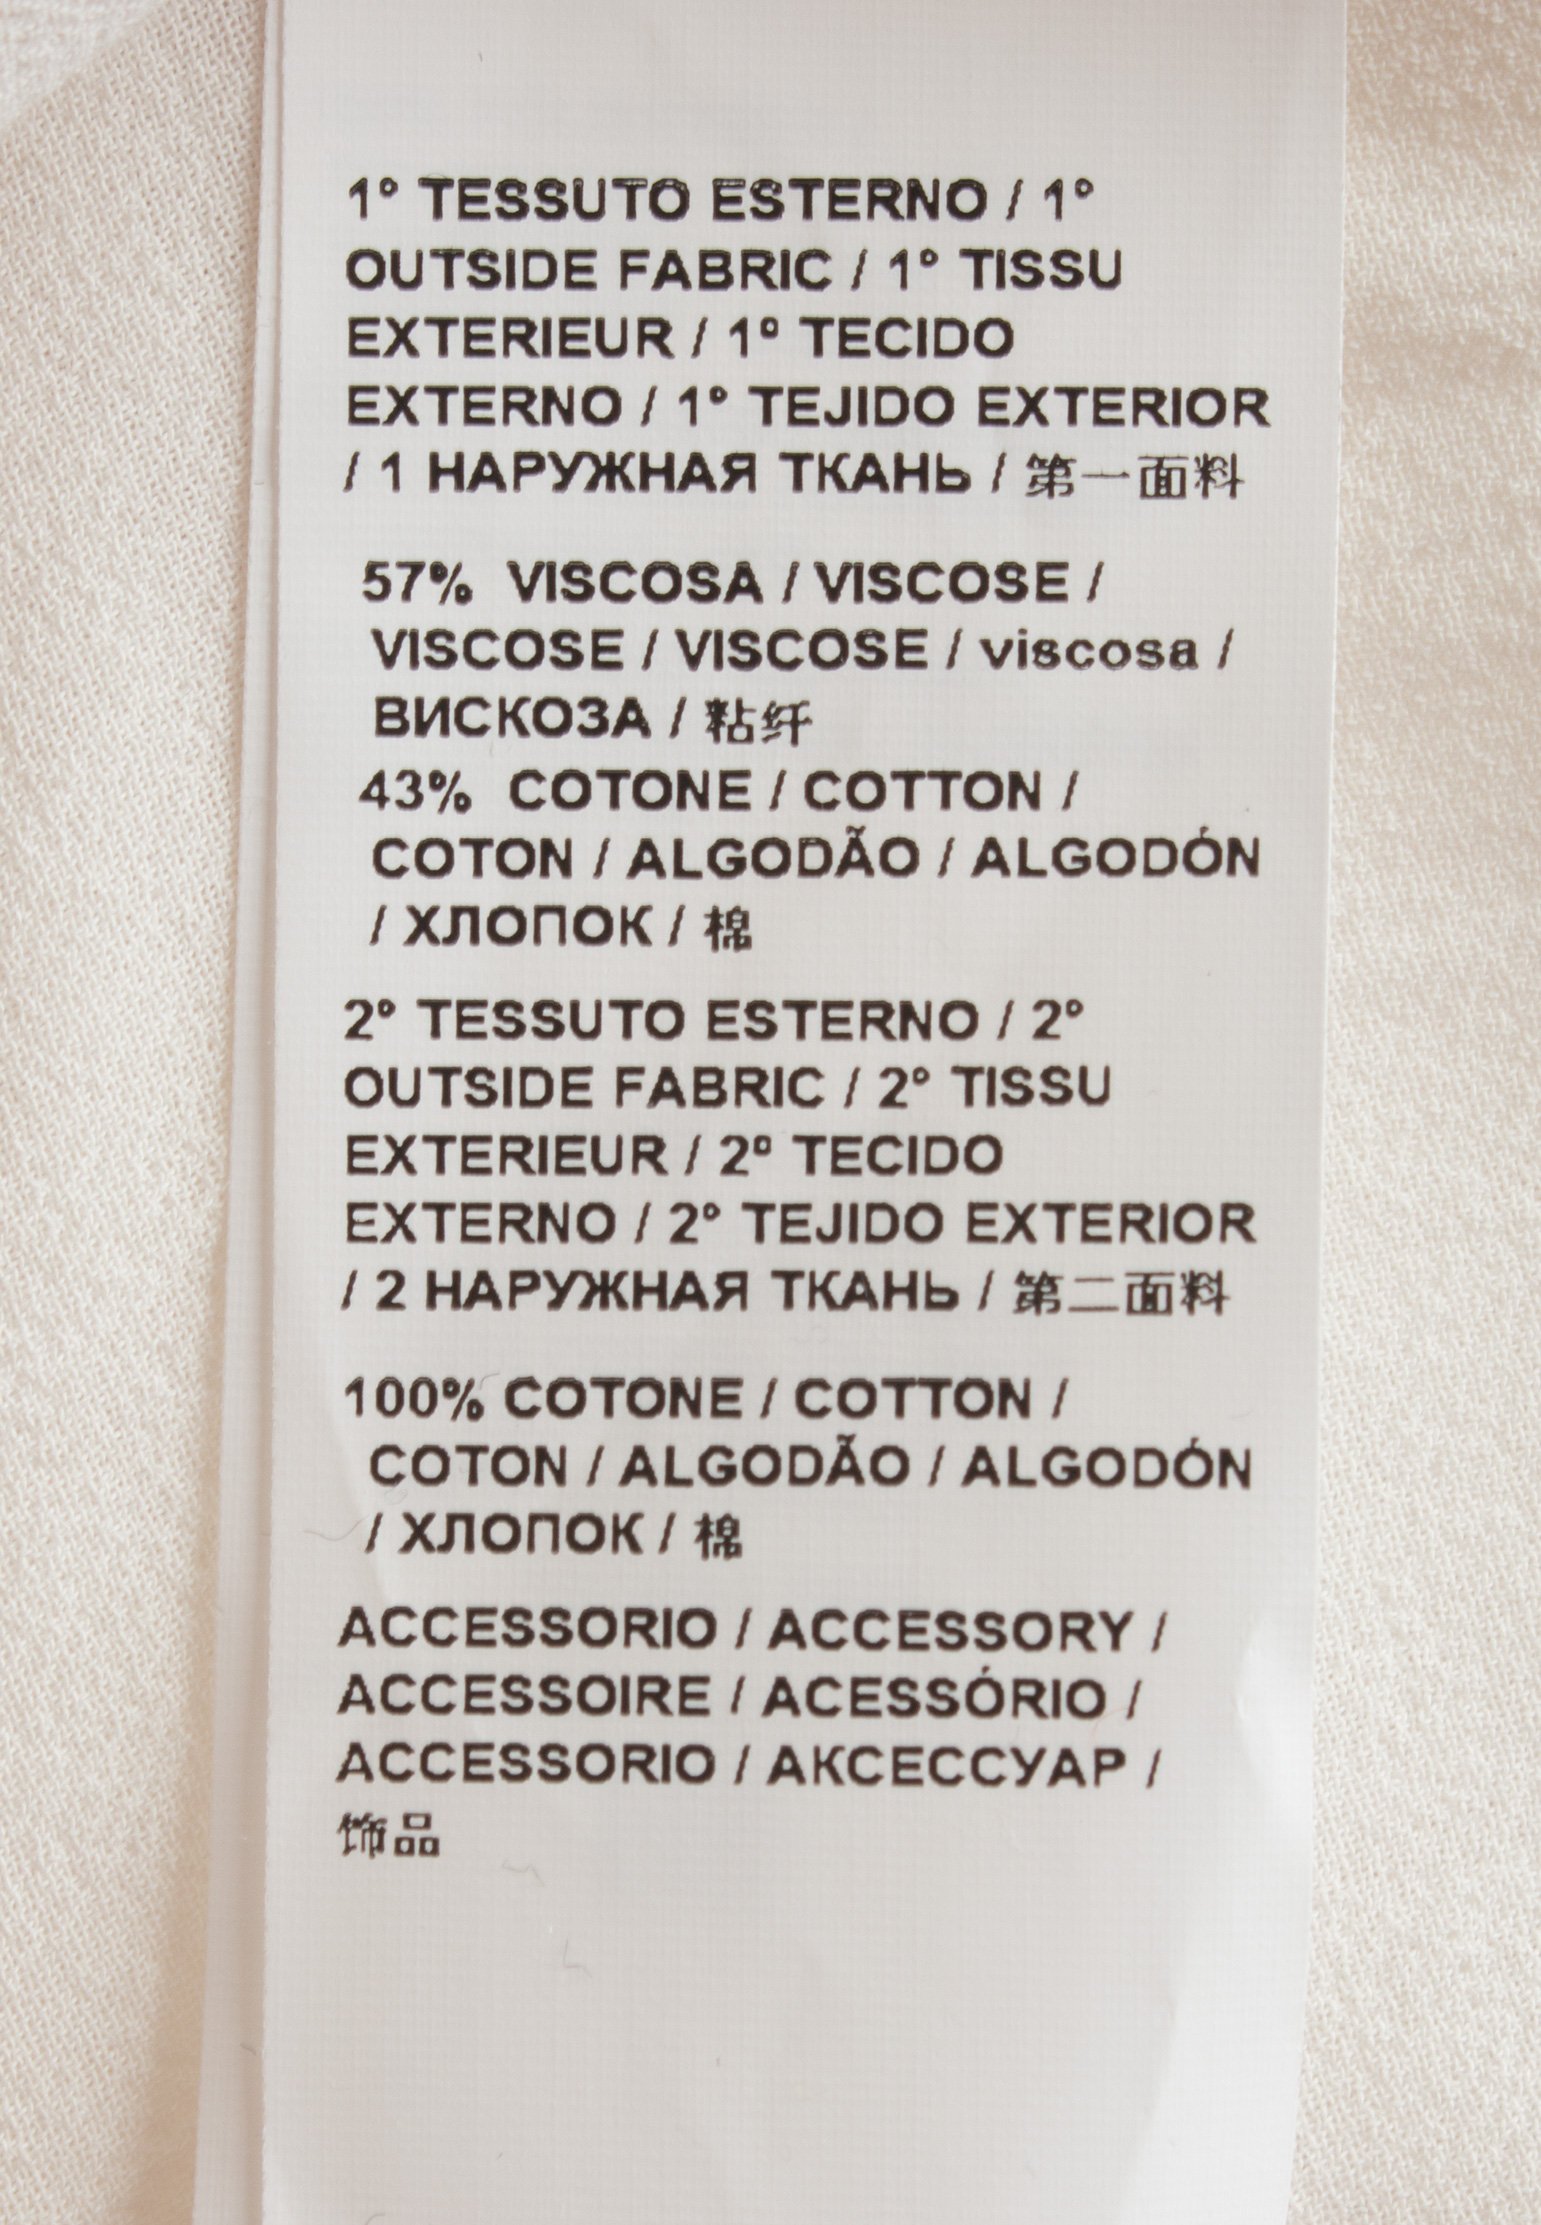 1° TESSUTO ESTERNO / 1°
OUTSIDE FABRIC / 1° TISSU
EXTERIEUR / 1º TECIDO
EXTERNO / 1° TEJIDO EXTERIOR
/ 1 НАРУЖНАЯ ТКАНЬ / 第一面料
57% VISCOSA / VISCOSE /
VISCOSE / VISCOSE / viscosa /
ВИСКОЗА / 粘纤
43% COTONE / COTTON /
COTON / ALGODÃO / ALGODÓN
/ ХЛОПОК / 棉
2° TESSUTO ESTERNO / 2°
OUTSIDE FABRIC / 2° TISSU
EXTERIEUR / 2º TECIDO
EXTERNO / 2° TEJIDO EXTERIOR
/ 2 НАРУЖНАЯ ТКАНЬ / 第二面料
100% COTONE / COTTON /
COTON / ALGODÃO / ALGODÓN
/ ХЛОПОК / 棉
ACCESSORIO / ACCESSORY /
ACCESSOIRE / ACESSÓRIO /
ACCESSORIO / АКСЕССУАР /
饰品